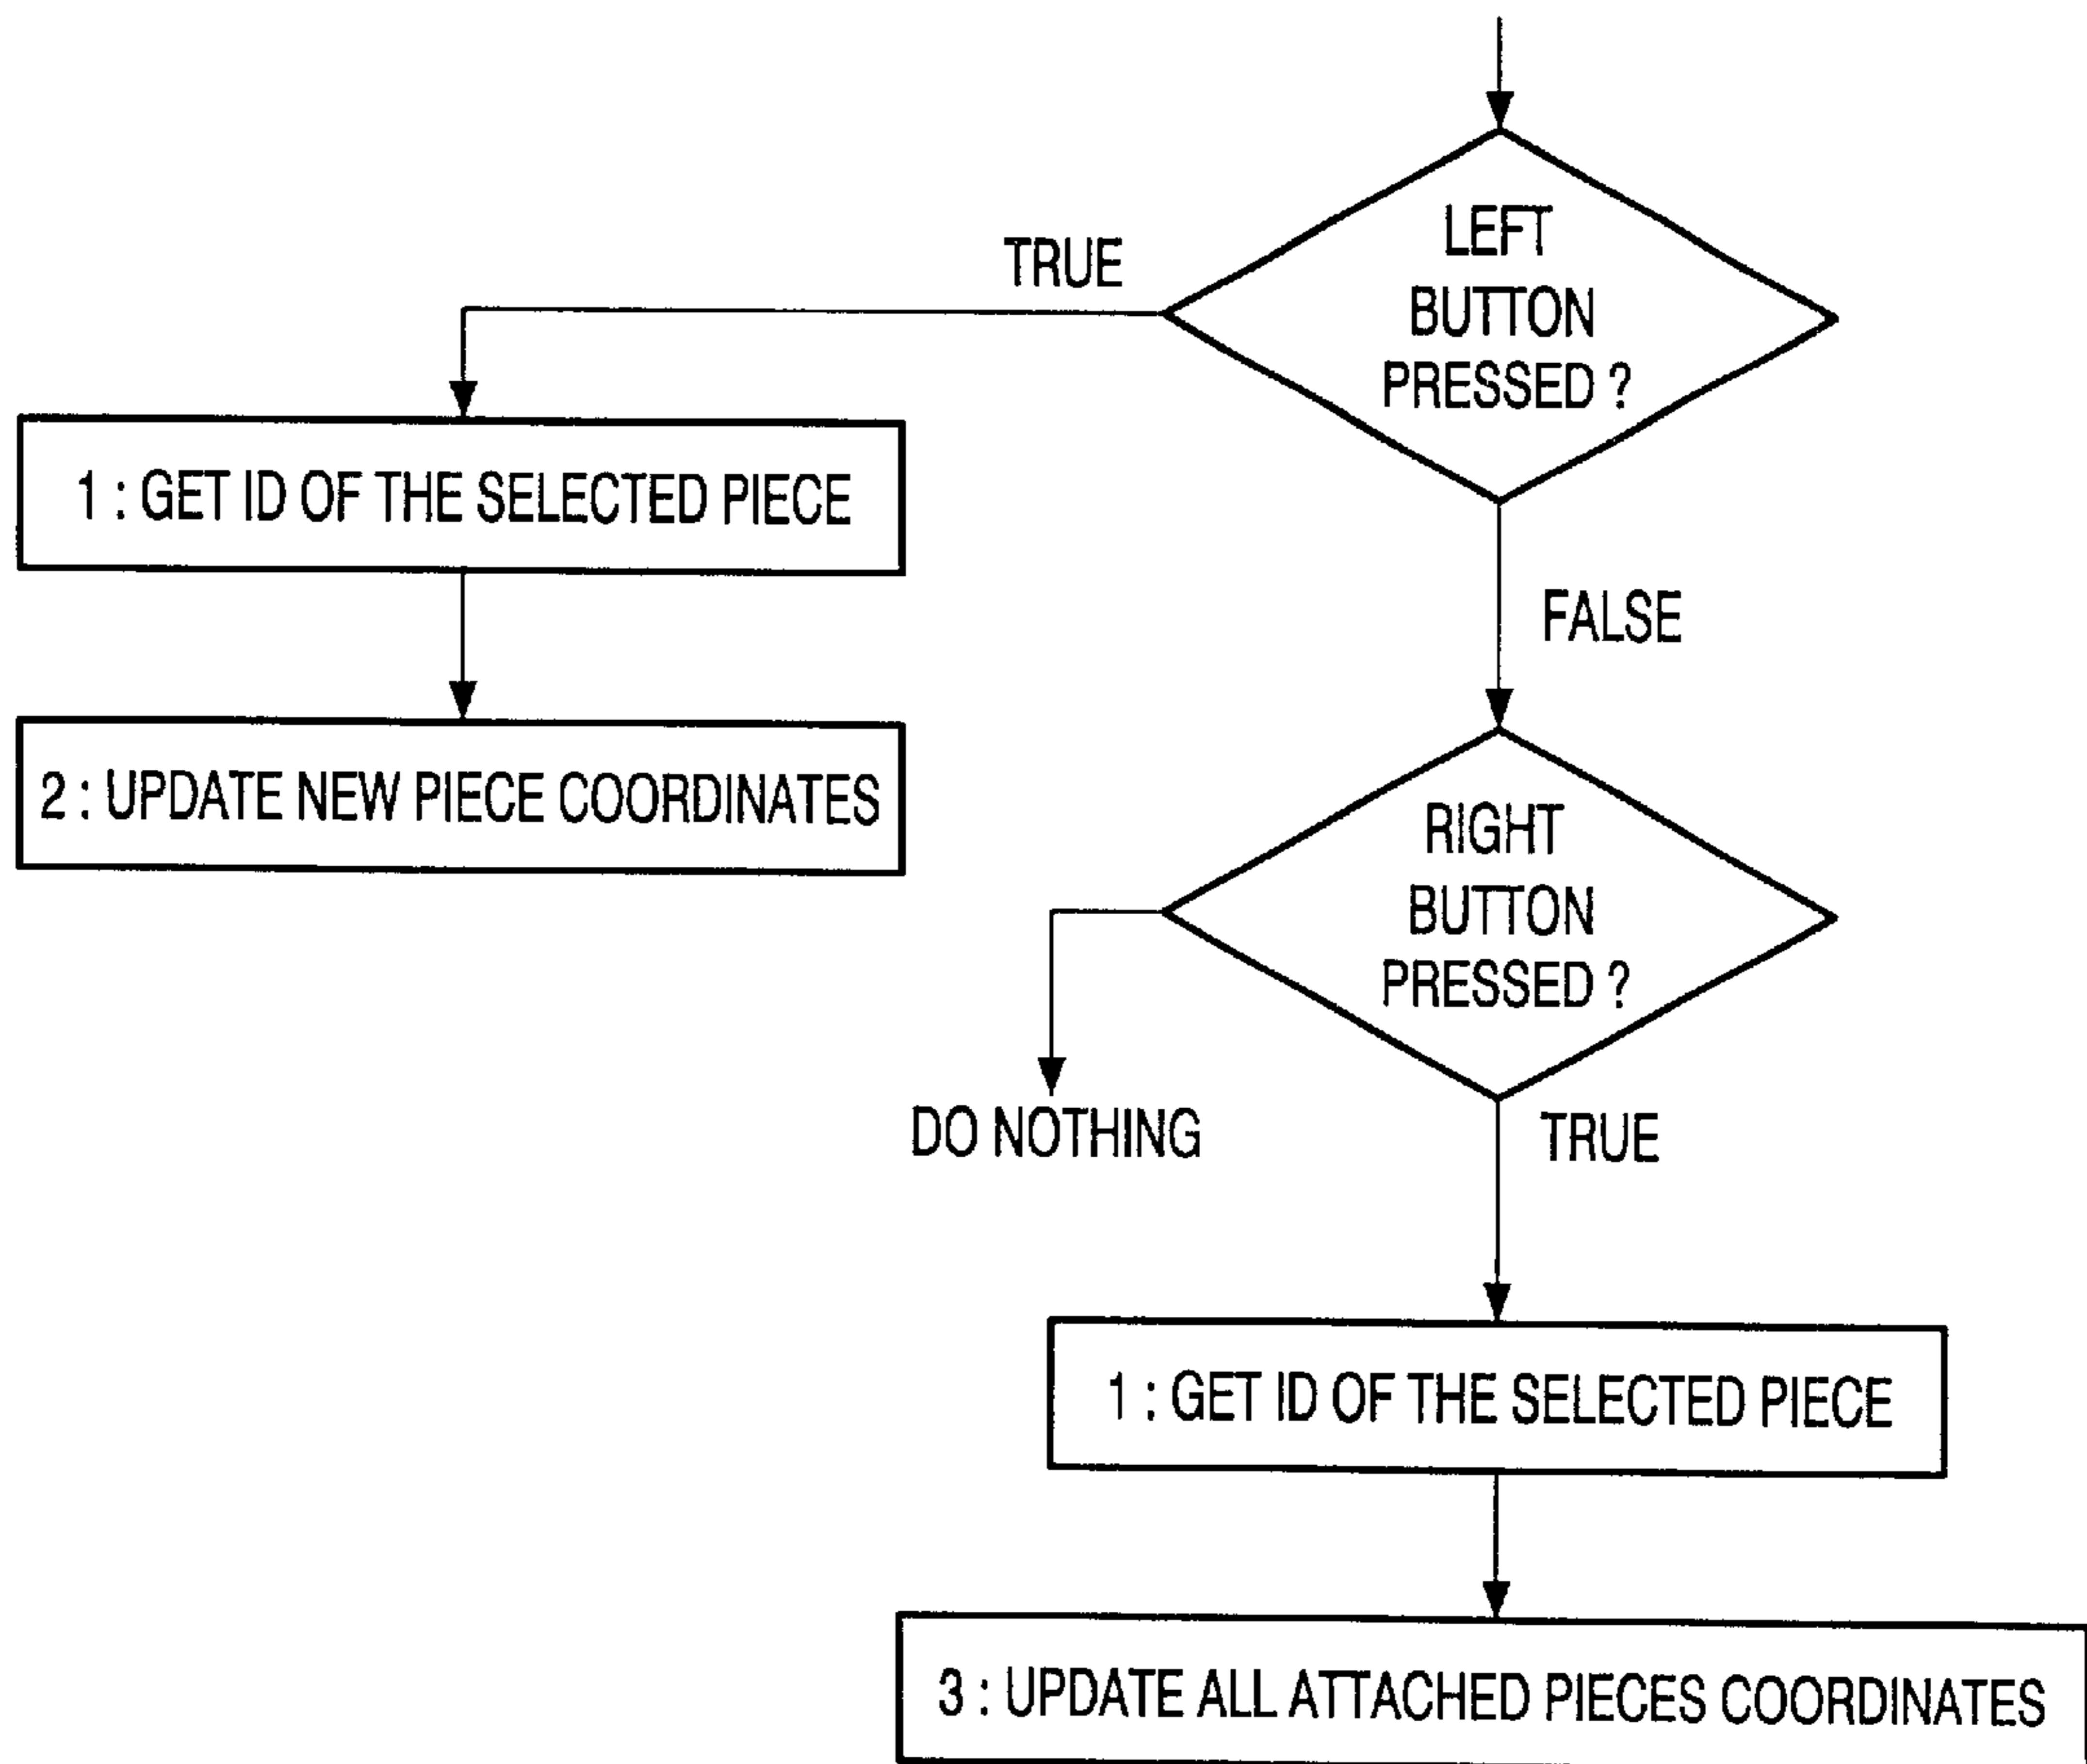 LEFT
BUTTON
PRESSED ?
TRUE
1 : GET ID OF THE SELECTED PIECE
FALSE
2 : UPDATE NEW PIECE COORDINATES
RIGHT
BUTTON
PRESSED ?
DO NOTHING
TRUE
1 : GET ID OF THE SELECTED PIECE
3 : UPDATE ALL ATTACHED PIECES COORDINATES